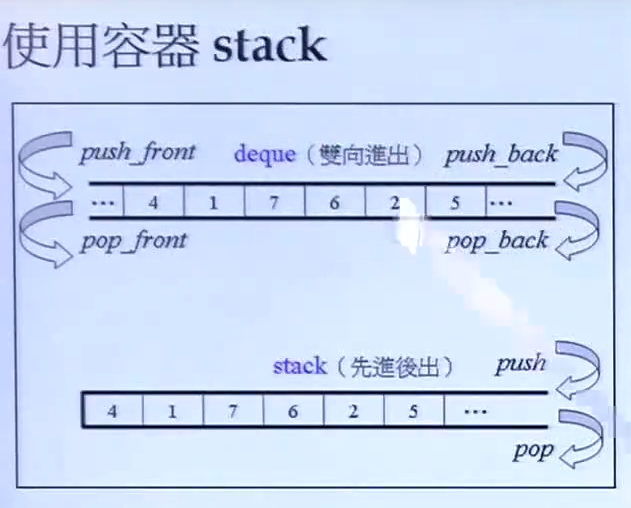 使用容器 stack
push_front deque（雙向進出） push_back
… 4 1 7 6 2 5 …
pop_front pop_back
stack（先進後出） push
4 1 7 6 2 5 …
pop